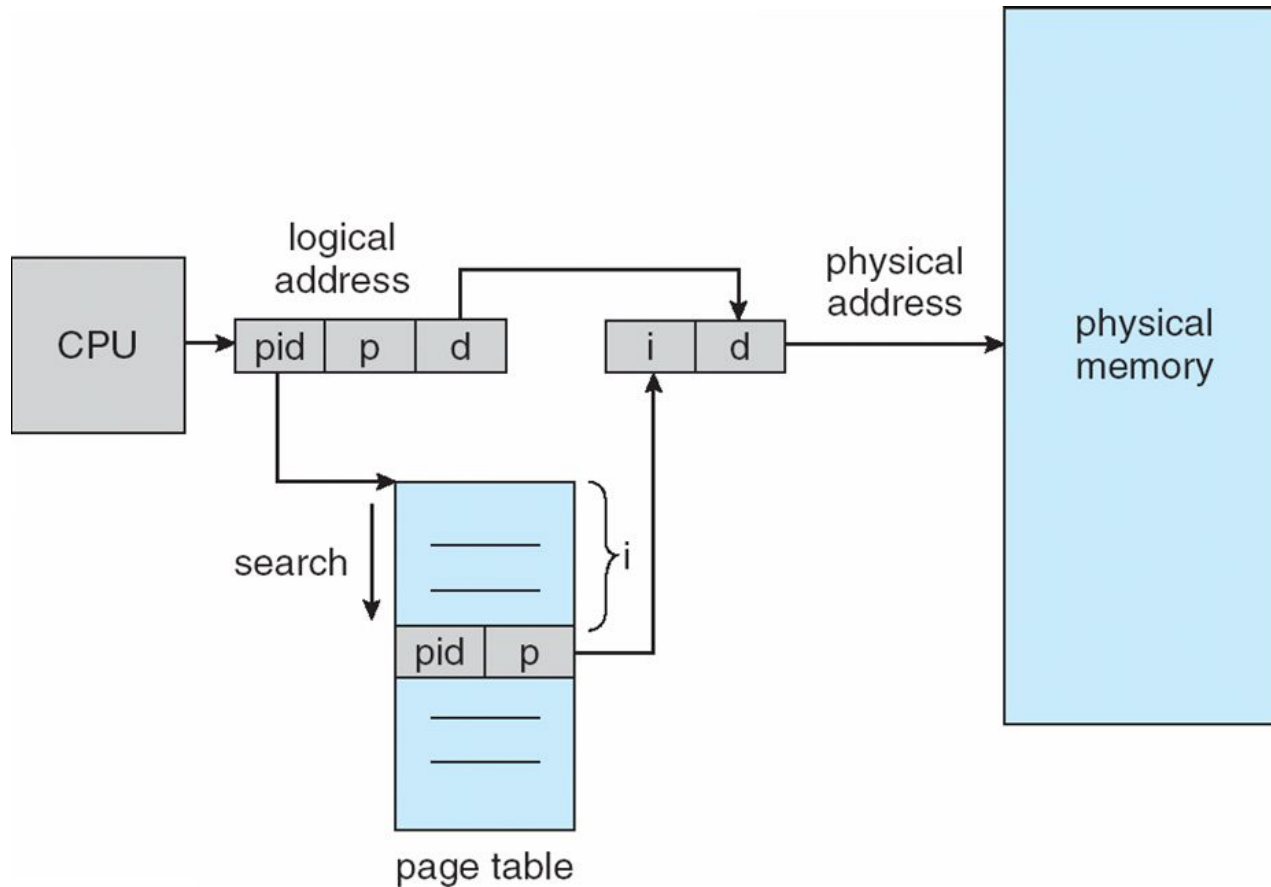 logical
address
physical
address
CPU
pid p d
i d
physical
memory
search
i
pid p
page table